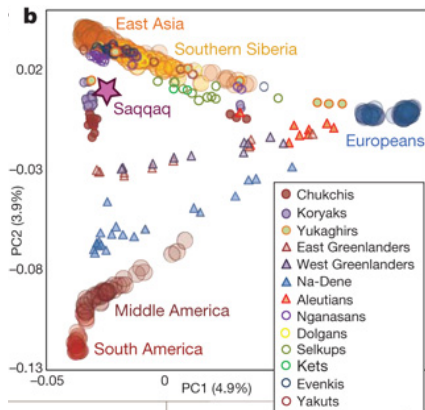 b
East Asia
Southern Siberia
0.02
Saqqaq
Europeans
−0.03
Chukchis
Koryaks
Yukaghirs
East Greenlanders
West Greenlanders
Na-Dene
Aleutians
Nganasans
Dolgans
Selkups
Kets
Evenkis
Yakuts
PC2 (3.9%)
−0.08
Middle America
South America
−0.13
−0.05
0
PC1 (4.9%)